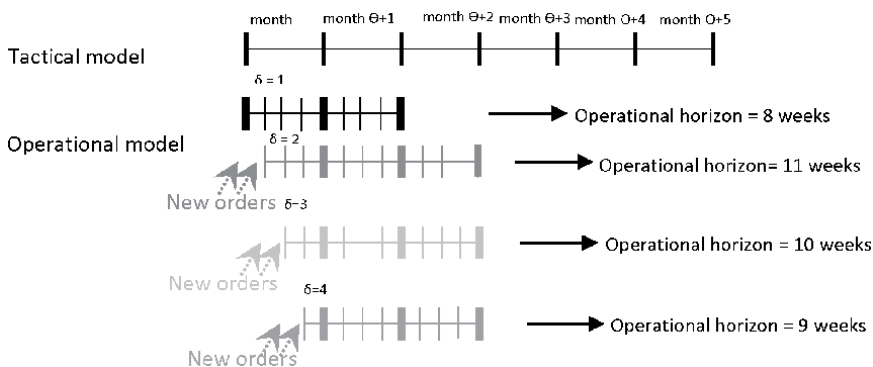 month
month Θ+1
month Θ+2
month Θ+3
month O+4
month O+5
Tactical model
δ = 1
Operational horizon = 8 weeks
Operational model
δ = 2
Operational horizon= 11 weeks
New orders
δ=3
Operational horizon = 10 weeks
New orders
δ=4
Operational horizon = 9 weeks
New orders